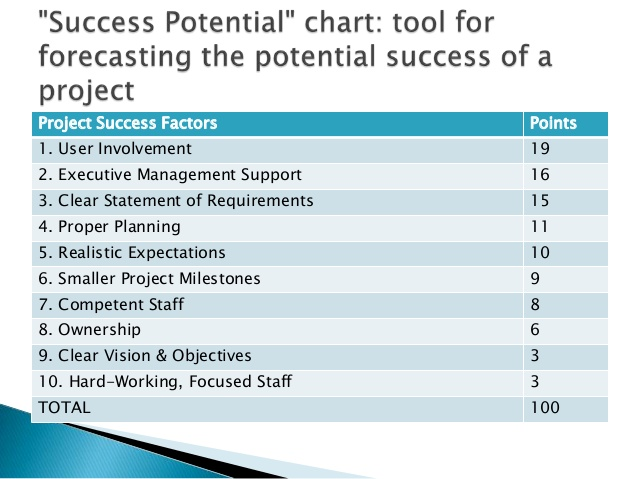 "Success Potential" chart: tool for
forecasting the potential success of a
project
Project Success Factors Points
1. User Involvement 19
2. Executive Management Support 16
3. Clear Statement of Requirements 15
4. Proper Planning 11
5. Realistic Expectations 10
6. Smaller Project Milestones 9
7. Competent Staff 8
8. Ownership 6
9. Clear Vision & Objectives 3
10. Hard-Working, Focused Staff 3
TOTAL 100